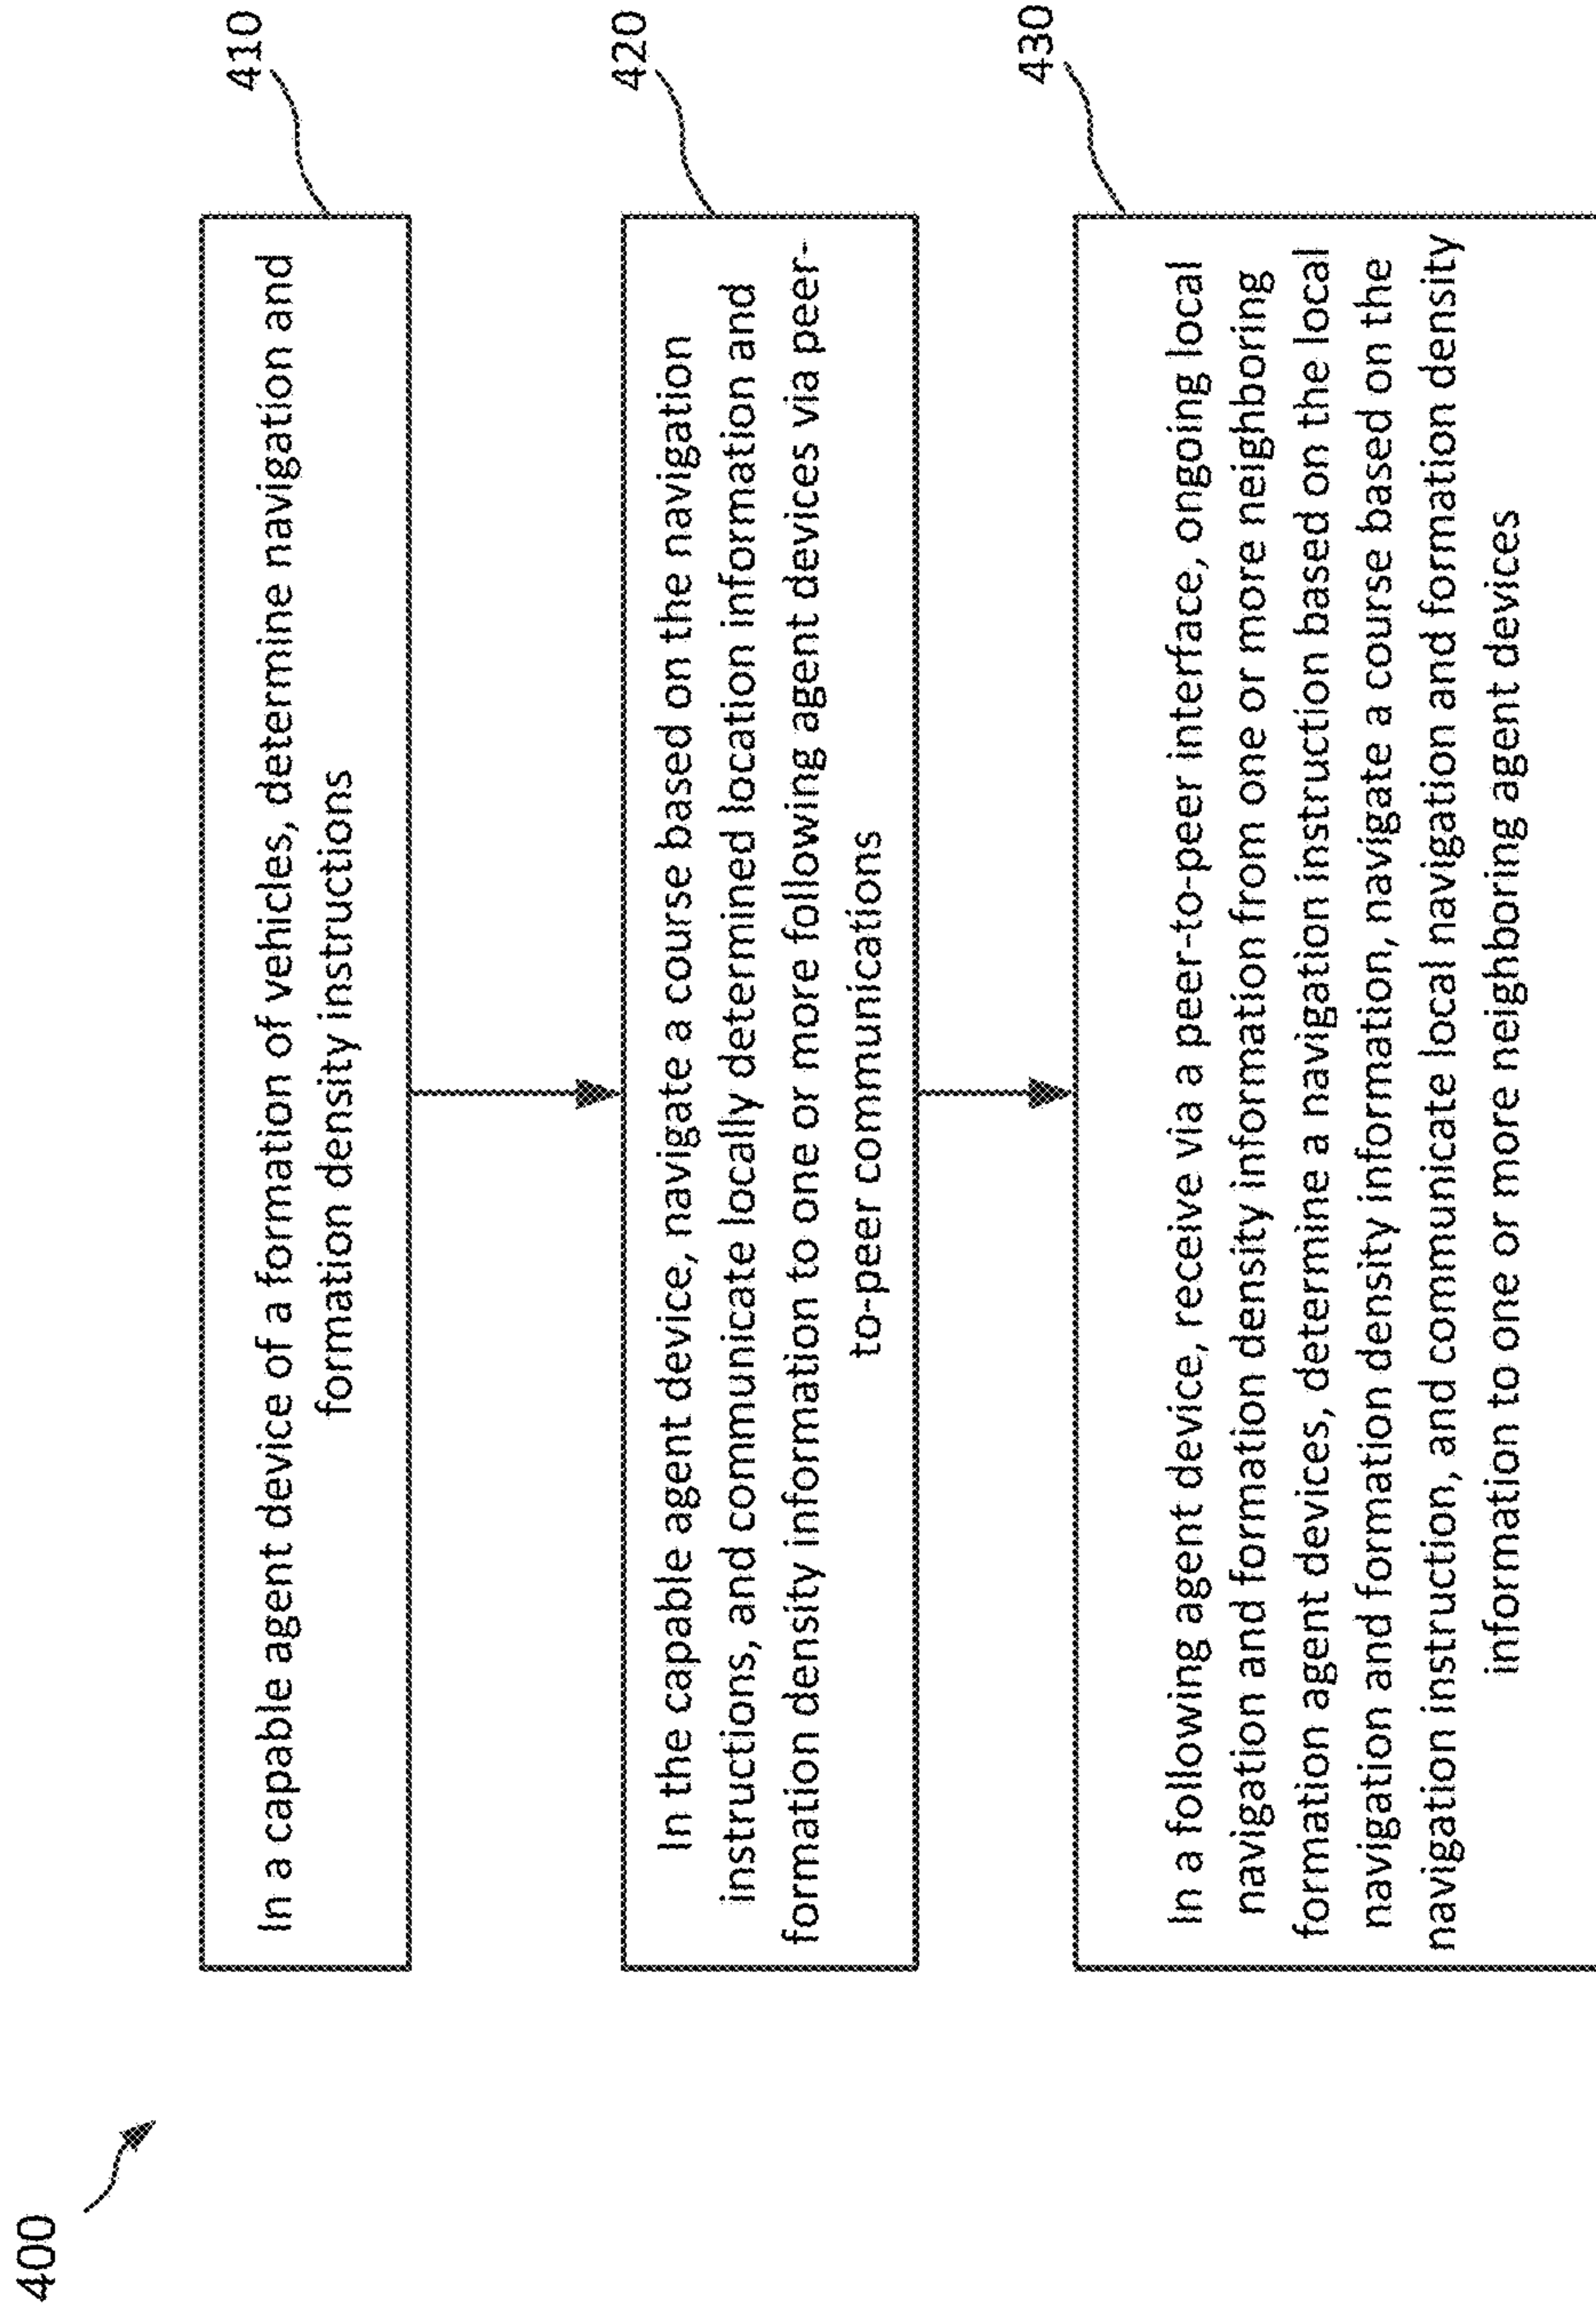 400
410
In a capable agent device of a formation of vehicles, determine navigation and
formation density instructions
420
In the capable agent device, navigate a course based on the navigation
instructions, and communicate locally determined location information and
formation density information to one or more following agent devices via peer-
to-peer communications
430
In a following agent device, receive via a peer-to-peer interface, ongoing local
navigation and formation density information from one or more neighboring
formation agent devices, determine a navigation instruction based on the local
navigation and formation density information, navigate a course based on the
navigation instruction, and communicate local navigation and formation density
information to one or more neighboring agent devices